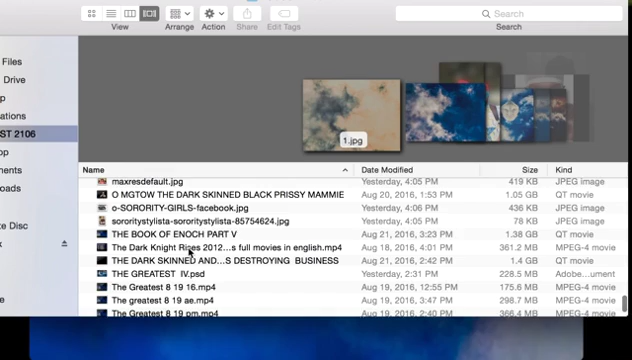 Search
View
Arrange
Action
Share
Edit Tags
Search
Files
Drive
ations
ST 2106
ments
oads
te Disc
1.jpg
Name
Date Modified
Size
Kind
maxresdefault.jpg Yesterday, 4:05 PM 419 KB JPEG image
O MGTOW THE DARK SKINNED BLACK PRISSY MAMMIE Aug 20, 2016, 1:53 PM 1.05 GB QT movie
o-SORORITY-GIRLS-facebook.jpg Yesterday, 4:06 PM 436 KB JPEG image
sororitystylista-sororitystylista-85754624.jpg Yesterday, 4:05 PM 78 KB JPEG image
THE BOOK OF ENOCH PART V Aug 21, 2016, 3:23 PM 1.38 GB QT movie
The Dark Knight Rises 2012...s full movies in english.mp4 Aug 18, 2016, 4:01 PM 361.2 MB MPEG-4 movie
THE DARK SKINNED AND...S DESTROYING BUSINESS Aug 21, 2016, 4:02 PM 1.4 GB QT movie
THE GREATEST IV.psd Yesterday, 2:31 PM 228.5 MB Adobe...ument
The Greatest 8 19 16.mp4 Aug 19, 2016, 12:55 PM 175.6 MB MPEG-4 movie
The greatest 8 19 ae.mp4 Aug 19, 2016, 3:47 PM 298.7 MB MPEG-4 movie
The Greatest 8 19 pm.mp4 Aug 19, 2016, 2:40 PM 366.4 MB MPEG-4 movie